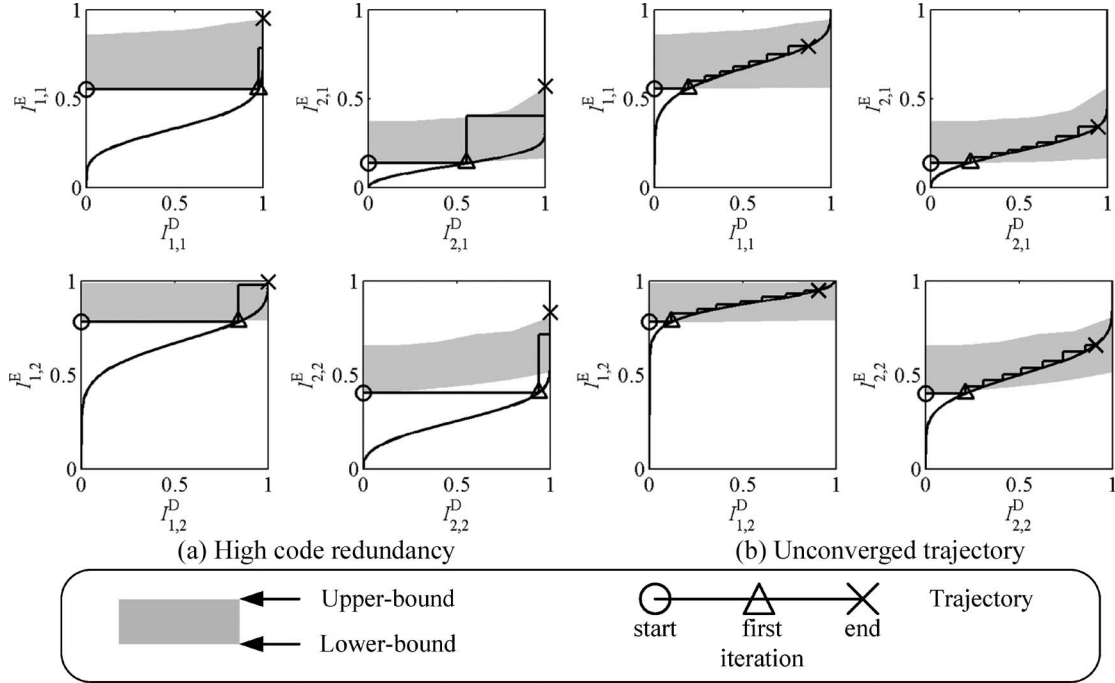 1 1 1 1
I^E_{1,1} 0.5 I^E_{2,1} 0.5 I^E_{1,1} 0.5 I^E_{2,1} 0.5
0 0 0 0
0 0.5 1 0 0.5 1 0 0.5 1 0 0.5 1
I^D_{1,1} I^D_{2,1} I^D_{1,1} I^D_{2,1}
1 1 1 1
I^E_{1,2} 0.5 I^E_{2,2} 0.5 I^E_{1,2} 0.5 I^E_{2,2} 0.5
0 0 0 0
0 0.5 1 0 0.5 1 0 0.5 1 0 0.5 1
I^D_{1,2} I^D_{2,2} I^D_{1,2} I^D_{2,2}
(a) High code redundancy (b) Unconverged trajectory
Upper-bound Trajectory
Lower-bound start first end
iteration